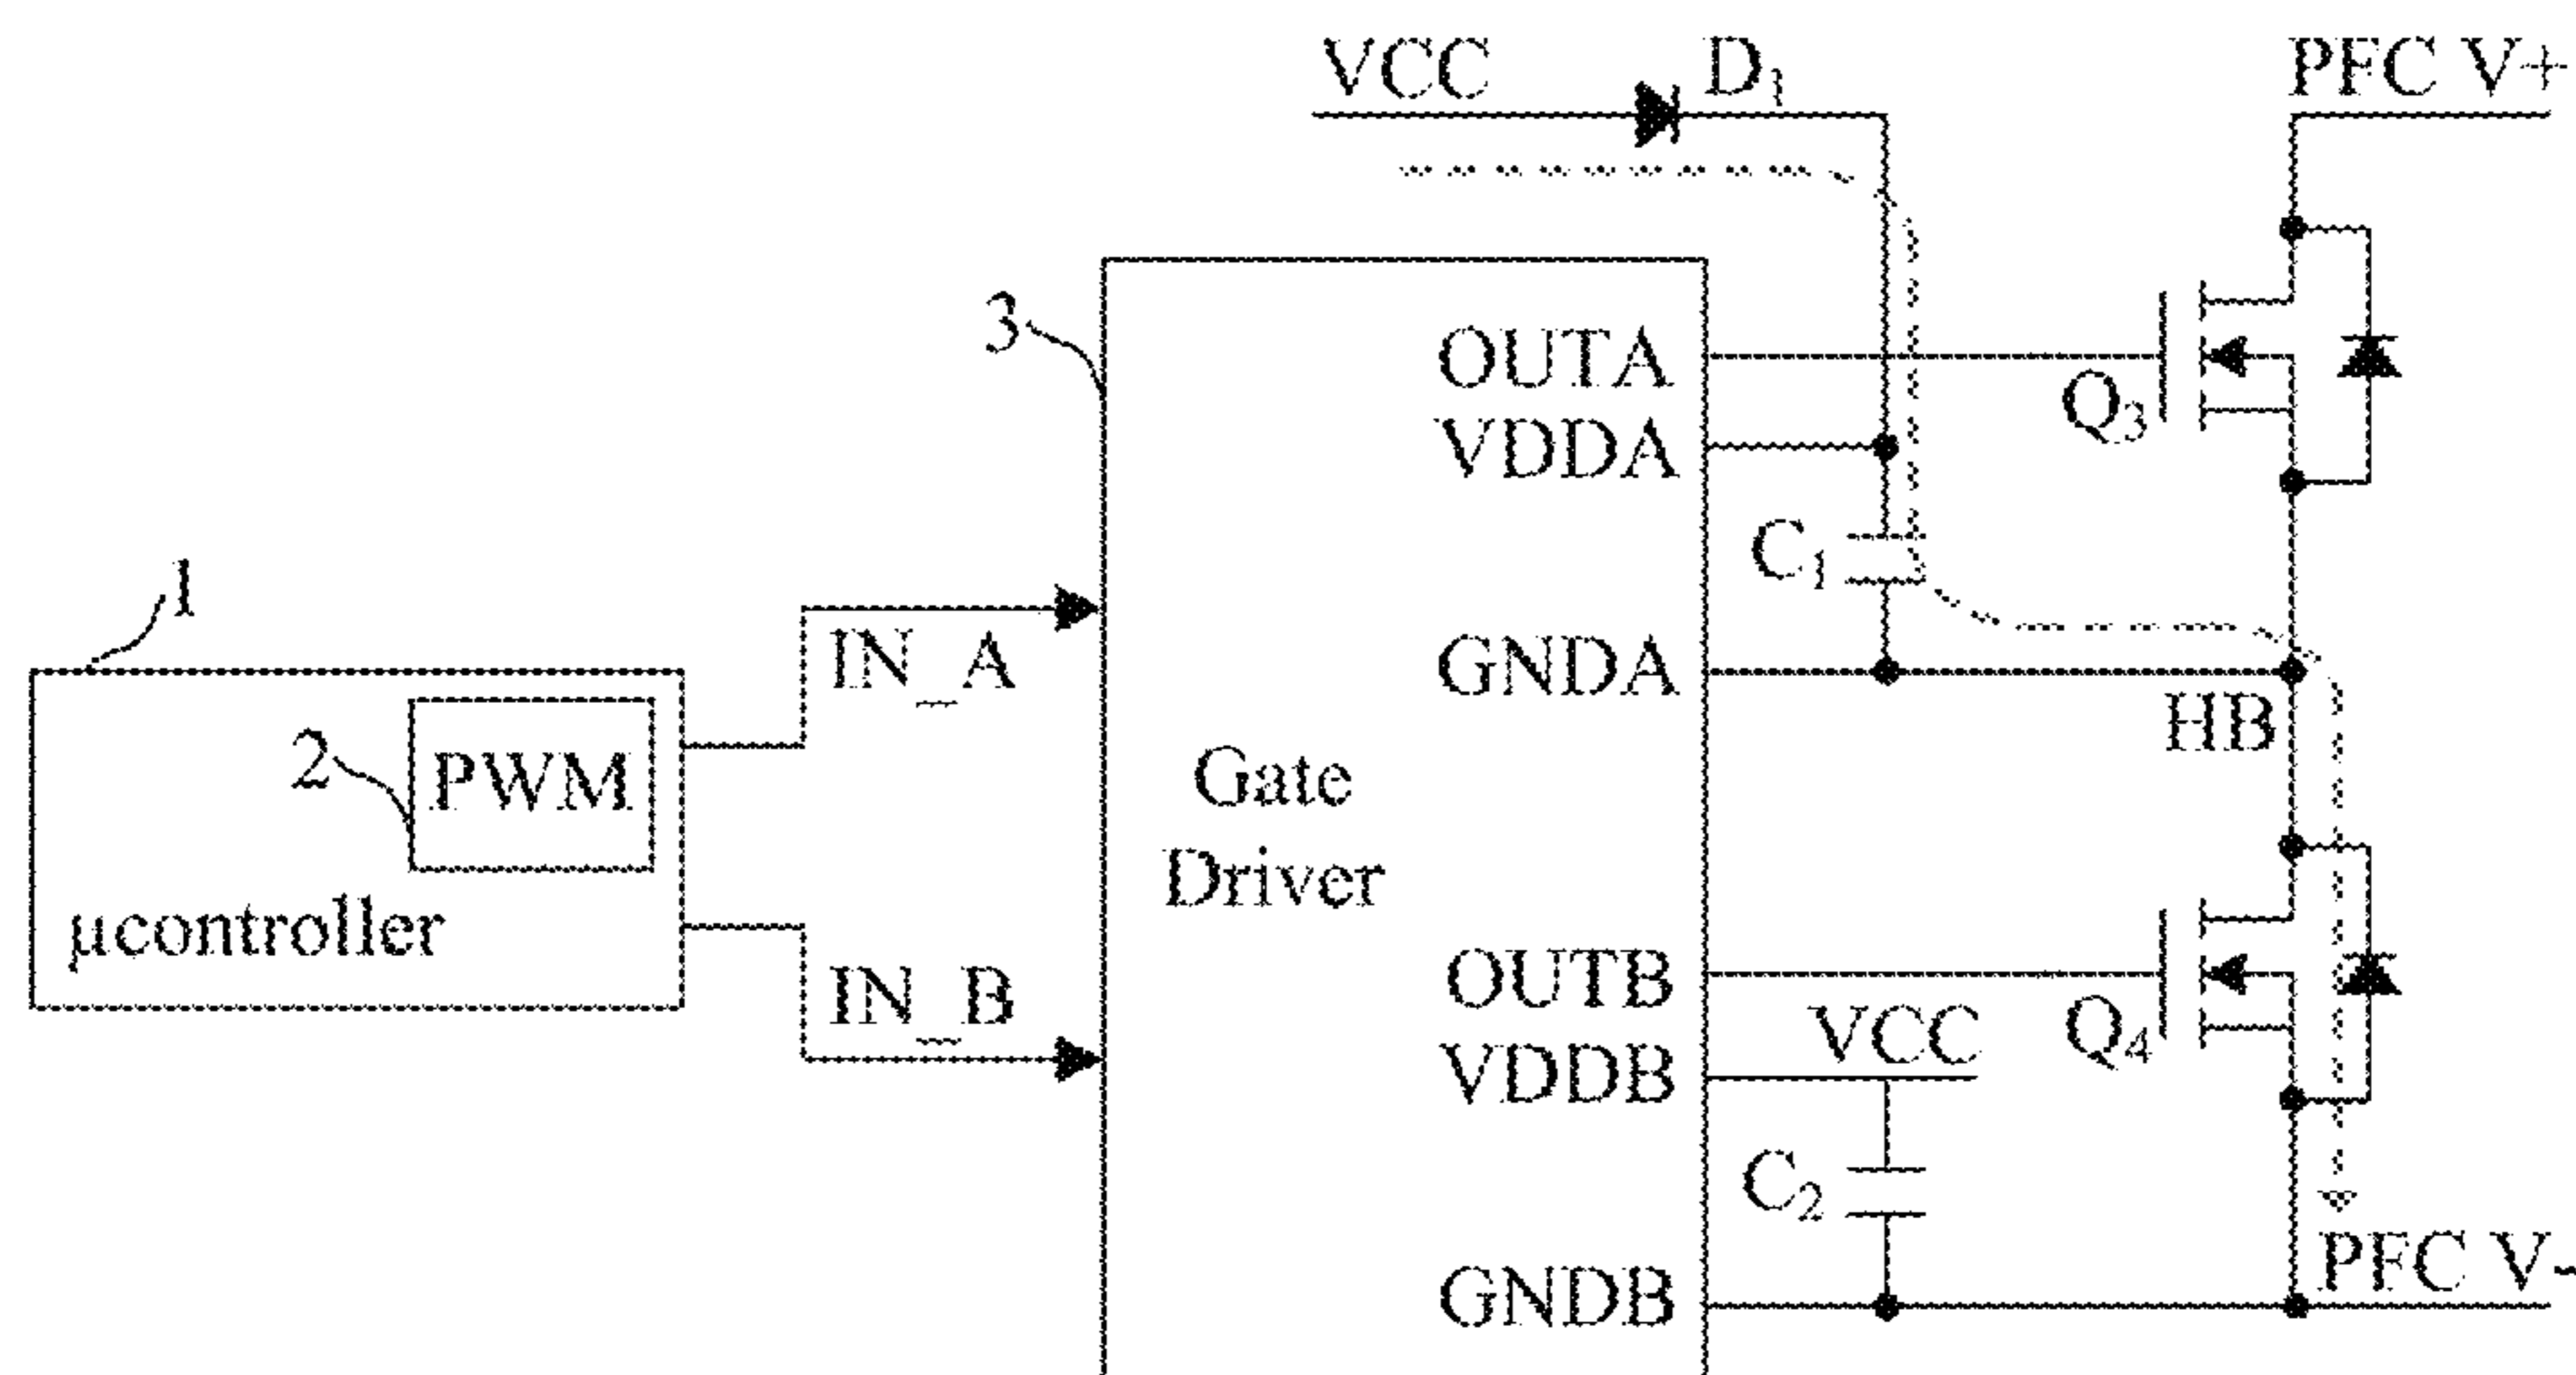 VCC D₁ PFC V+
3
OUTA
Q₃
VDDA
C₁
1
IN_A
GNDA
HB
2
PWM
Gate
Driver
µcontroller
IN_B
OUTB
VCC
Q₄
VDDB
C₂
PFC V-
GNDB